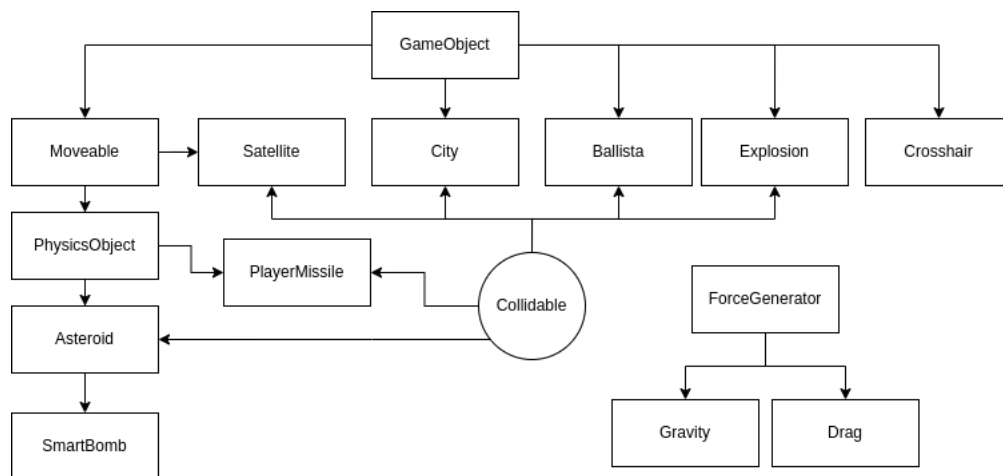 GameObject
Moveable
Satellite
City
Ballista
Explosion
Crosshair
PhysicsObject
PlayerMissile
Collidable
ForceGenerator
Asteroid
SmartBomb
Gravity
Drag